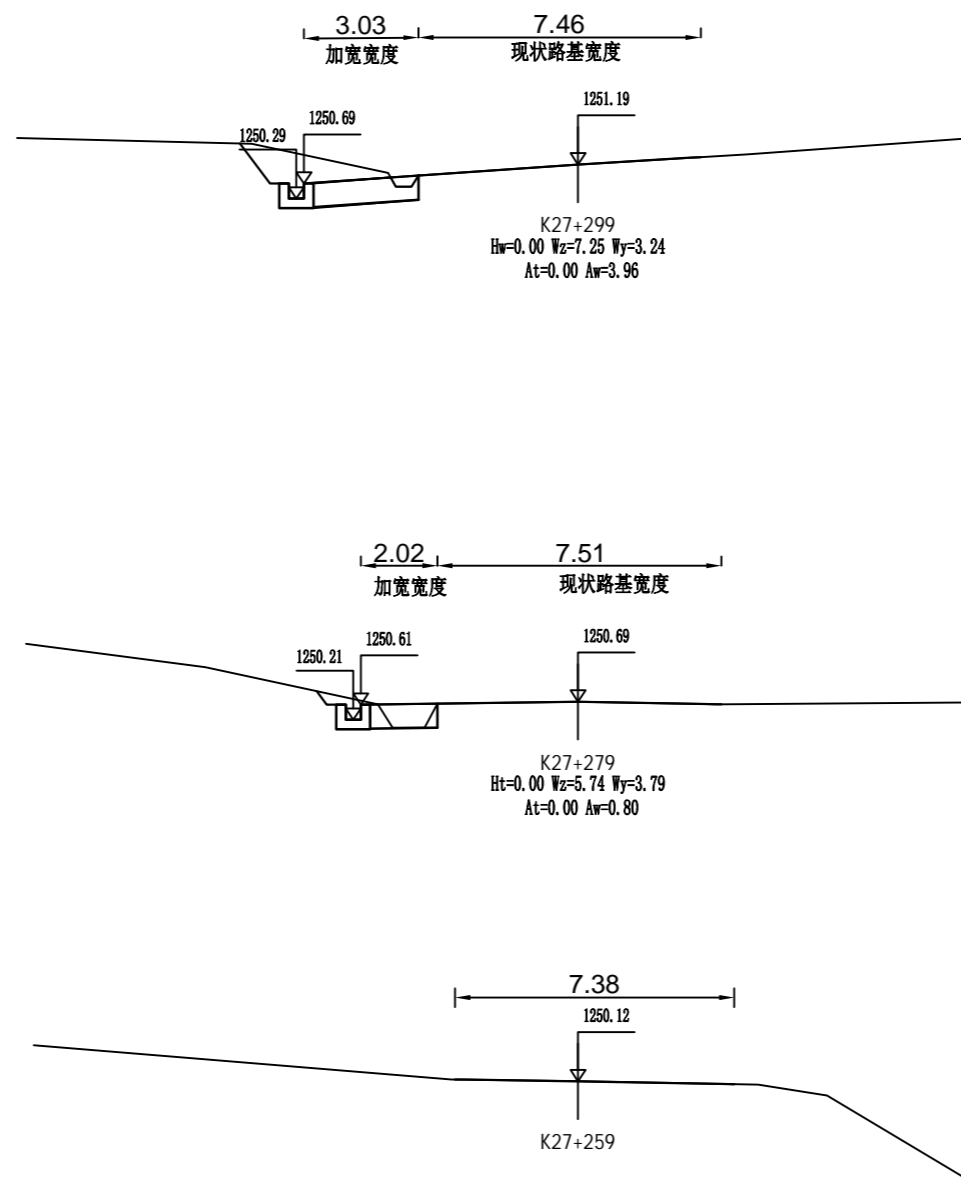 3.03 7.46
加宽宽度 现状路基宽度
1251.19
1250.69
1250.29
K27+299
Hw=0.00 Wz=7.25 Wy=3.24
At=0.00 Aw=3.96
2.02 7.51
加宽宽度 现状路基宽度
1250.61 1250.69
1250.21
K27+279
Ht=0.00 Wz=5.74 Wy=3.79
At=0.00 Aw=0.80
7.38
1250.12
K27+259